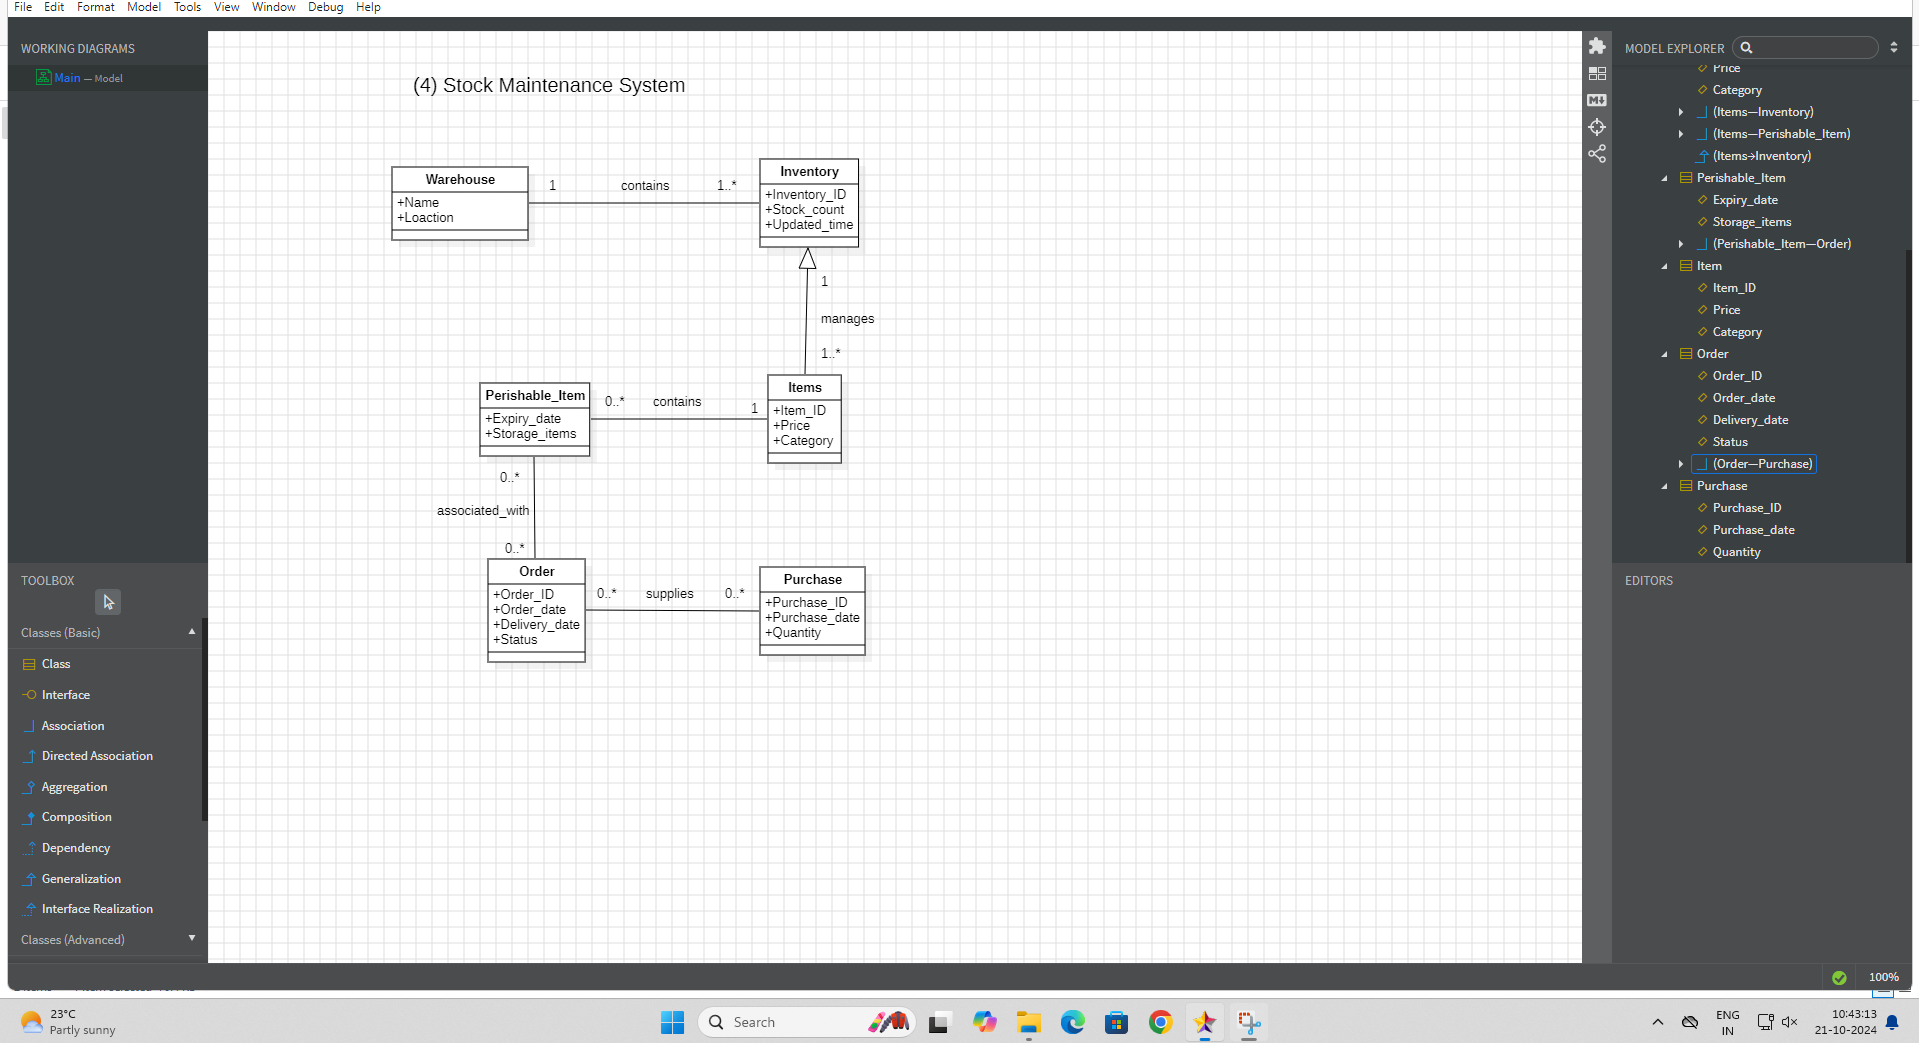 File Edit Format Model Tools View Window Debug Help
WORKING DIAGRAMS
Main — Model
(4) Stock Maintenance System
Warehouse
+Name
+Loaction
1 contains 1..*
Inventory
+Inventory_ID
+Stock_count
+Updated_time
1
manages
1..*
Perishable_Item
+Expiry_date
+Storage_items
0..* contains 1
Items
+Item_ID
+Price
+Category
0..*
associated_with
0..*
Order
+Order_ID
+Order_date
+Delivery_date
+Status
0..* supplies 0..*
Purchase
+Purchase_ID
+Purchase_date
+Quantity
TOOLBOX
Classes (Basic)
Class
Interface
Association
Directed Association
Aggregation
Composition
Dependency
Generalization
Interface Realization
Classes (Advanced)
MODEL EXPLORER
Price
Category
(Items—Inventory)
(Items—Perishable_Item)
(Items→Inventory)
Perishable_Item
Expiry_date
Storage_items
(Perishable_Item—Order)
Item
Item_ID
Price
Category
Order
Order_ID
Order_date
Delivery_date
Status
(Order—Purchase)
Purchase
Purchase_ID
Purchase_date
Quantity
EDITORS
100%
23°C
Partly sunny
Search
ENG
IN
10:43:13
21-10-2024